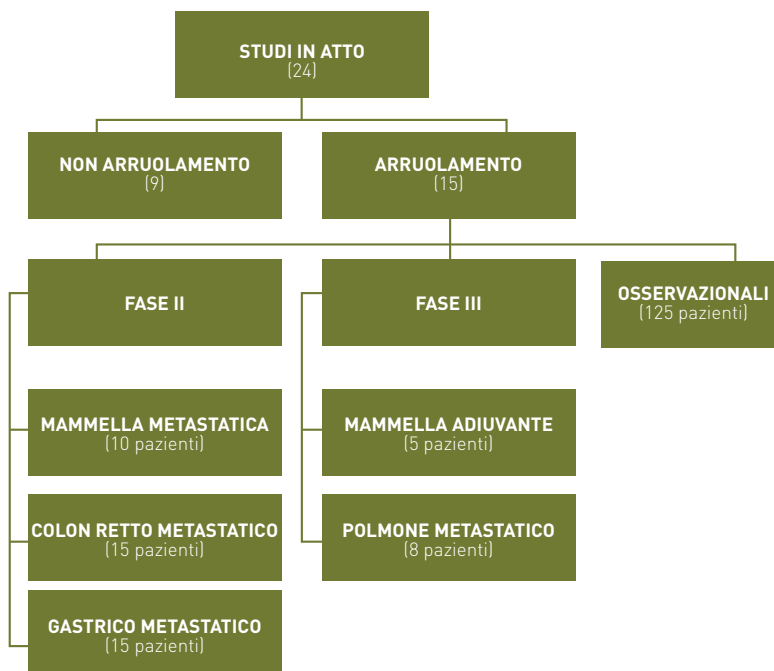 STUDI IN ATTO
(24)
NON ARRUOLAMENTO
(9)
ARRUOLAMENTO
(15)
FASE II
FASE III
OSSERVAZIONALI
(125 pazienti)
MAMMELLA METASTATICA
(10 pazienti)
MAMMELLA ADIUVANTE
(5 pazienti)
COLON RETTO METASTATICO
(15 pazienti)
POLMONE METASTATICO
(8 pazienti)
GASTRICO METASTATICO
(15 pazienti)